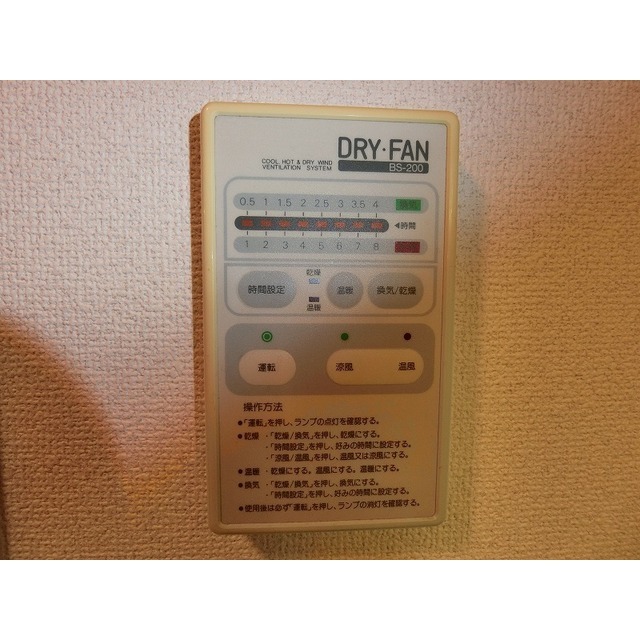 DRY・FAN
COOL HOT & DRY WIND
VENTILATION SYSTEM
BS-200
0.5 1 1.5 2 2.5 3 3.5 4
◀時間
1 2 3 4 5 6 7 8
乾燥
時間設定 温暖 換気/乾燥
温暖
運転 涼風 温風
操作方法
●「運転」を押し、ランプの点灯を確認する。
●乾燥・「乾燥/換気」を押し、乾燥にする。
・「時間設定」を押し、好みの時間に設定する。
・「涼風/温風」を押し、温風又は涼風にする。
●温暖・乾燥にする。温風にする。温暖にする。
●換気・「乾燥/換気」を押し、換気にする。
・「時間設定」を押し、好みの時間に設定する。
●使用後は必ず「運転」を押し、ランプの消灯を確認する。